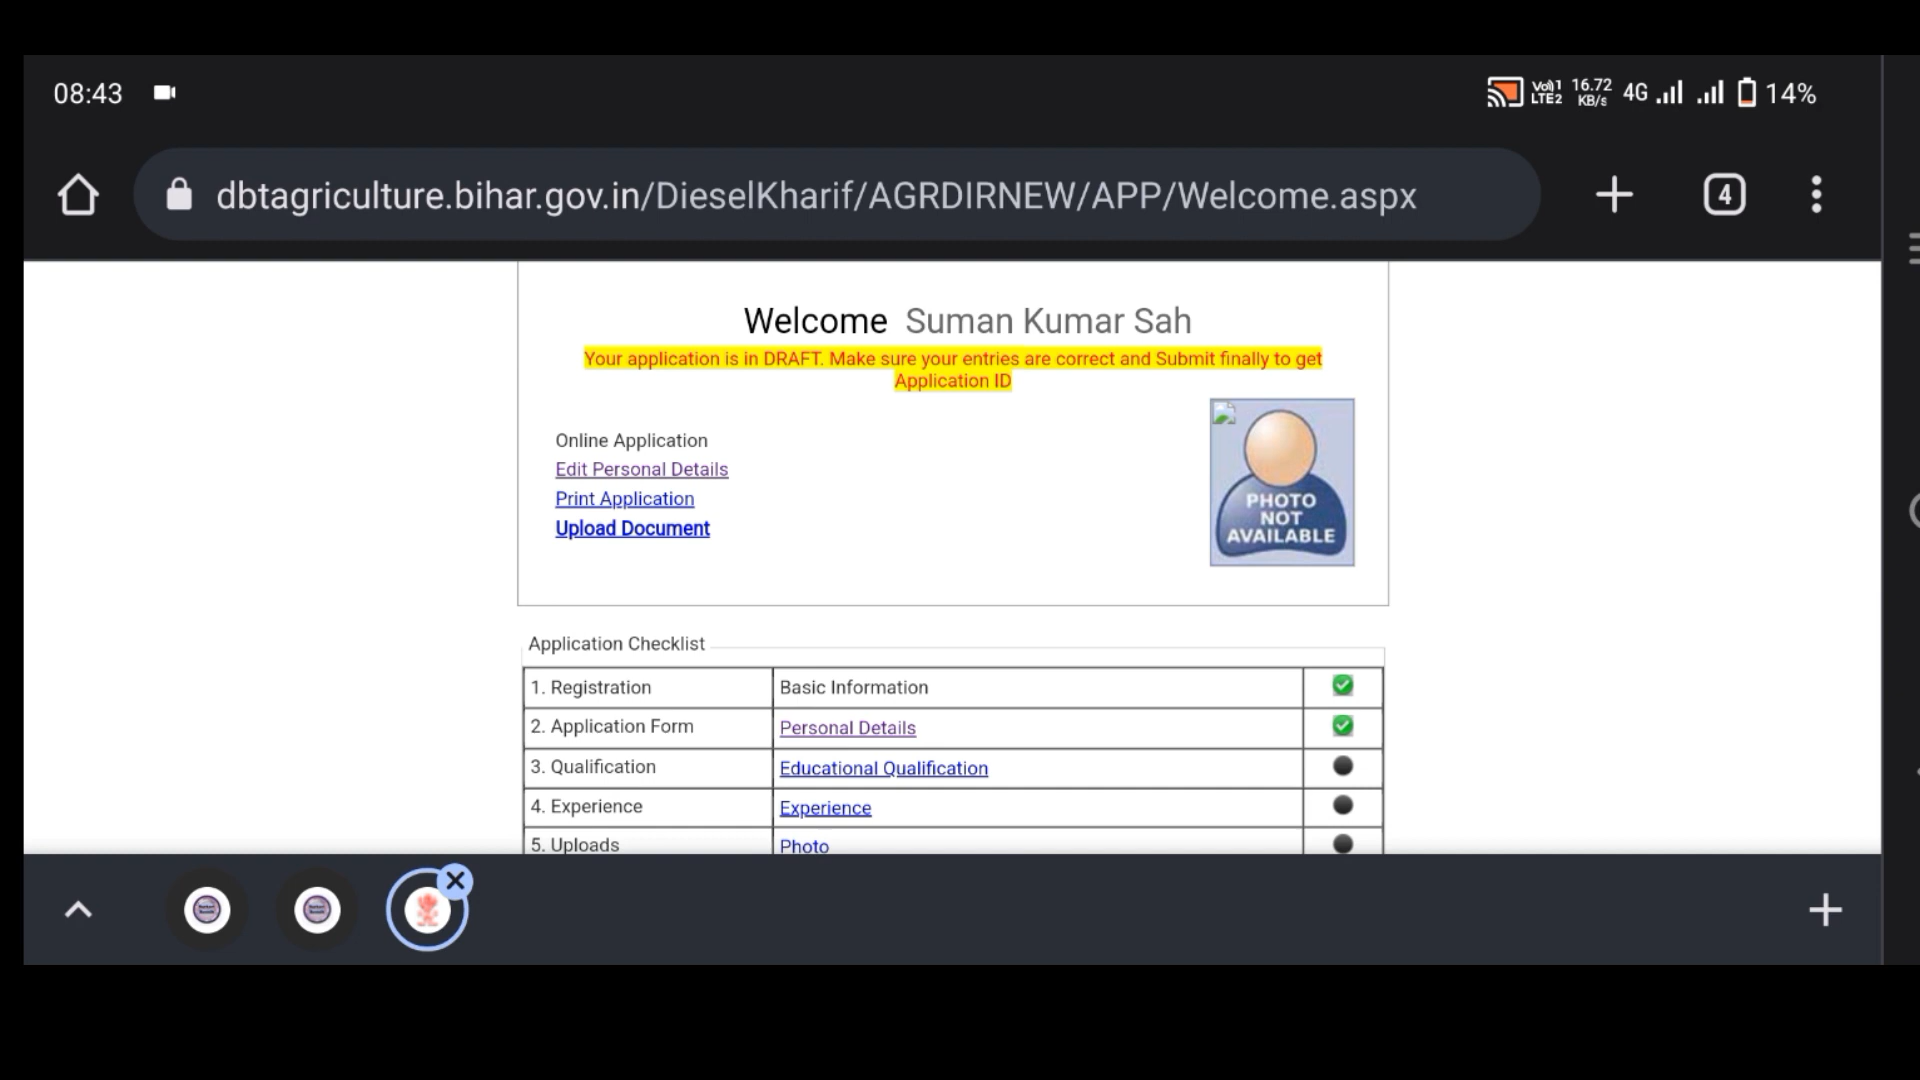 08:43
Vo))1 LTE2 16.72 KB/s 4G 14%
dbtagriculture.bihar.gov.in/DieselKharif/AGRDIRNEW/APP/Welcome.aspx
4
Welcome Suman Kumar Sah
Your application is in DRAFT. Make sure your entries are correct and Submit finally to get
Application ID
Online Application
Edit Personal Details
Print Application
Upload Document
PHOTO
NOT
AVAILABLE
Application Checklist
1. Registration Basic Information
2. Application Form Personal Details
3. Qualification Educational Qualification
4. Experience Experience
5. Uploads Photo